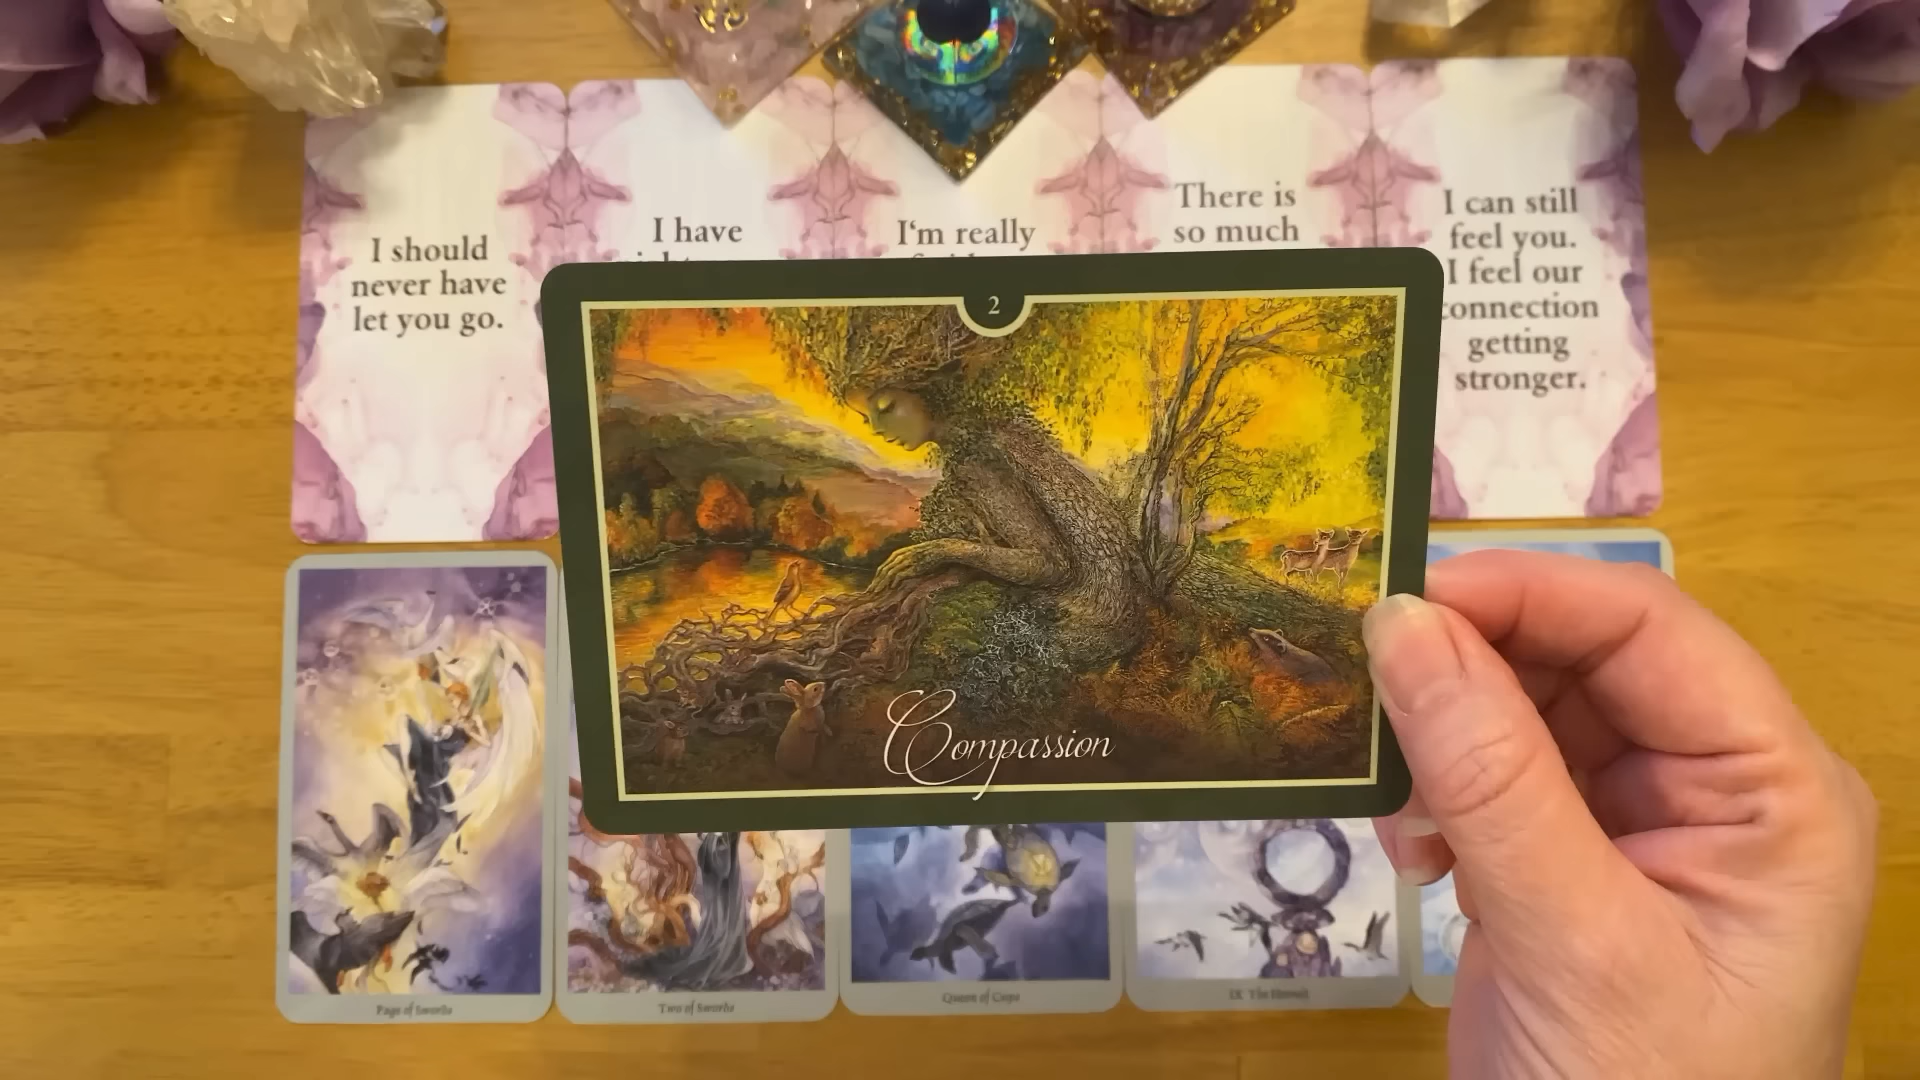 I should
never have
let you go.
I have
I'm really
There is
so much
I can still
feel you.
I feel our
connection
getting
stronger.
2
Compassion
Page of Swords
Two of Swords
Queen of Cups
IX The Hermit